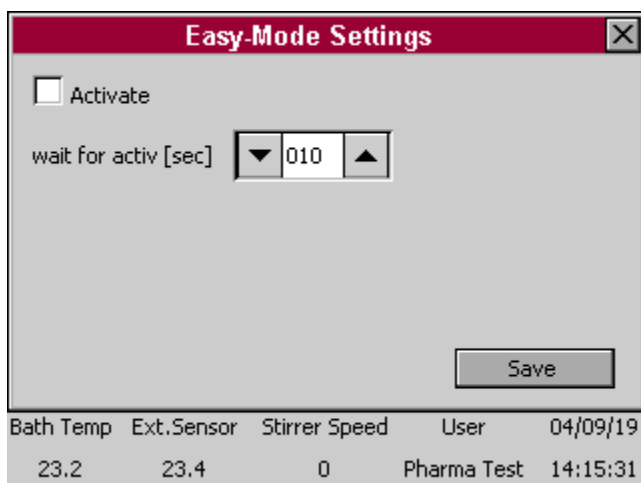 Easy-Mode Settings
Activate
wait for activ [sec] 010
Save
Bath Temp Ext.Sensor Stirrer Speed User 04/09/19
23.2 23.4 0 Pharma Test 14:15:31